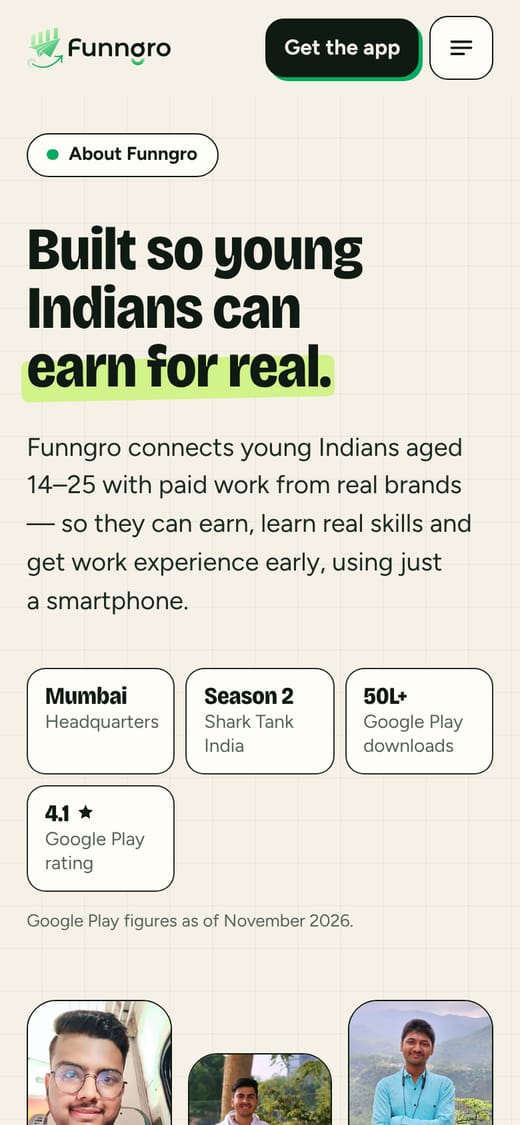 Funngro
Get the app
About Funngro
Built so young
Indians can
earn for real.
Funngro connects young Indians aged
14–25 with paid work from real brands
— so they can earn, learn real skills and
get work experience early, using just
a smartphone.
Mumbai
Headquarters
Season 2
Shark Tank
India
50L+
Google Play
downloads
4.1 ★
Google Play
rating
Google Play figures as of November 2026.